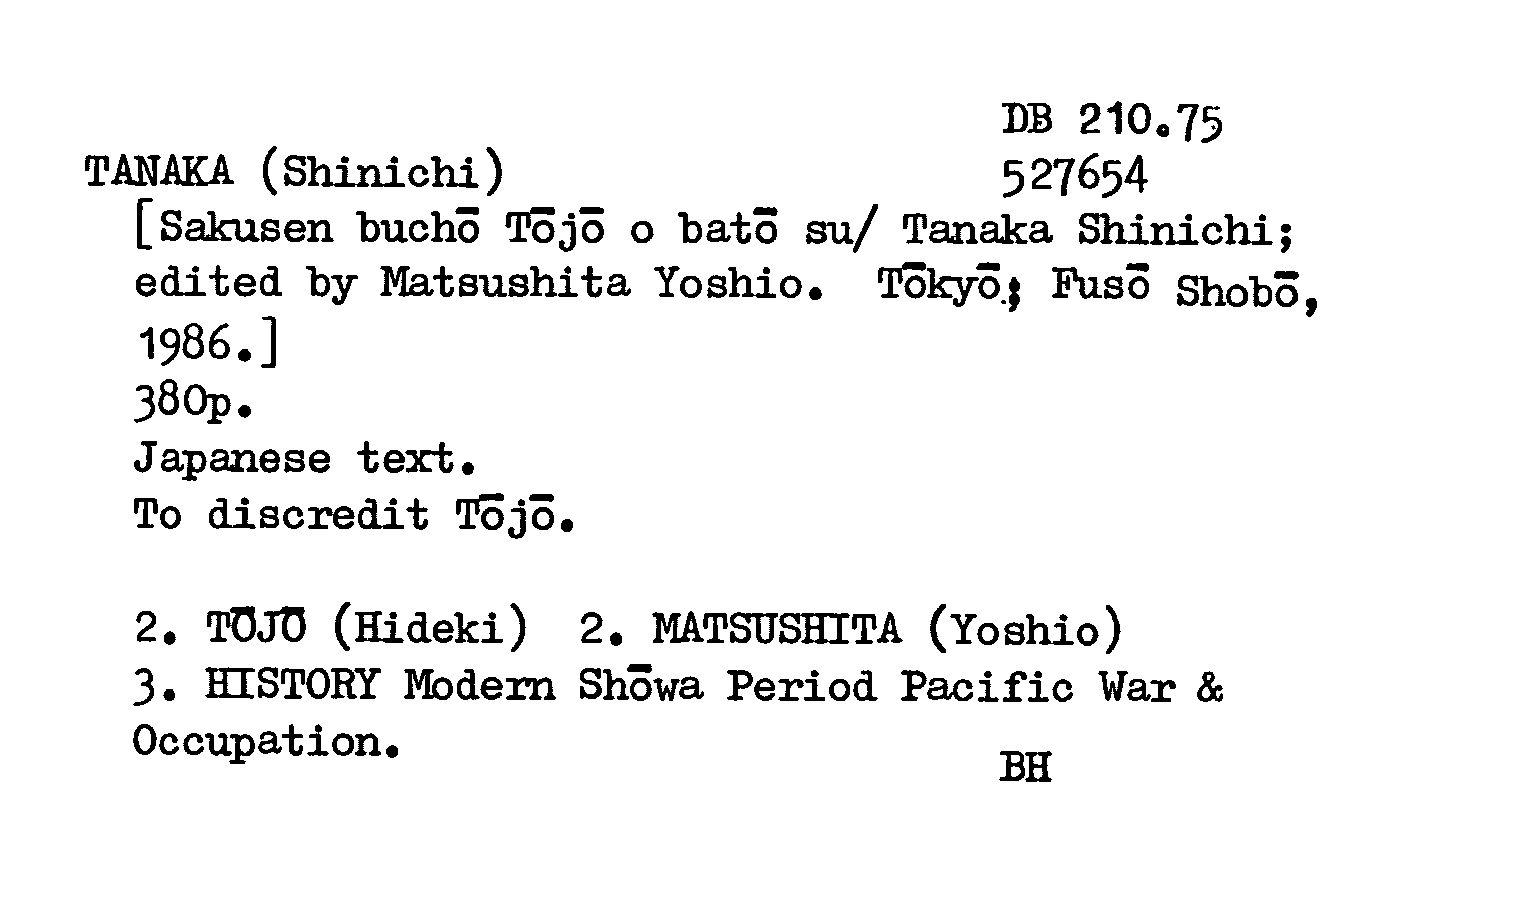 DB 210.75
TANAKA (Shinichi)
527654
[Sakusen buchō Tōjō o batō su/ Tanaka Shinichi;
edited by Matsushita Yoshio. Tōkyō; Fusō Shobō,
1986.]
380p.
Japanese text.
To discredit Tōjō.
2. TŌJŌ (Hideki) 2. MATSUSHITA (Yoshio)
3. HISTORY Modern Shōwa Period Pacific War &
Occupation.
BH